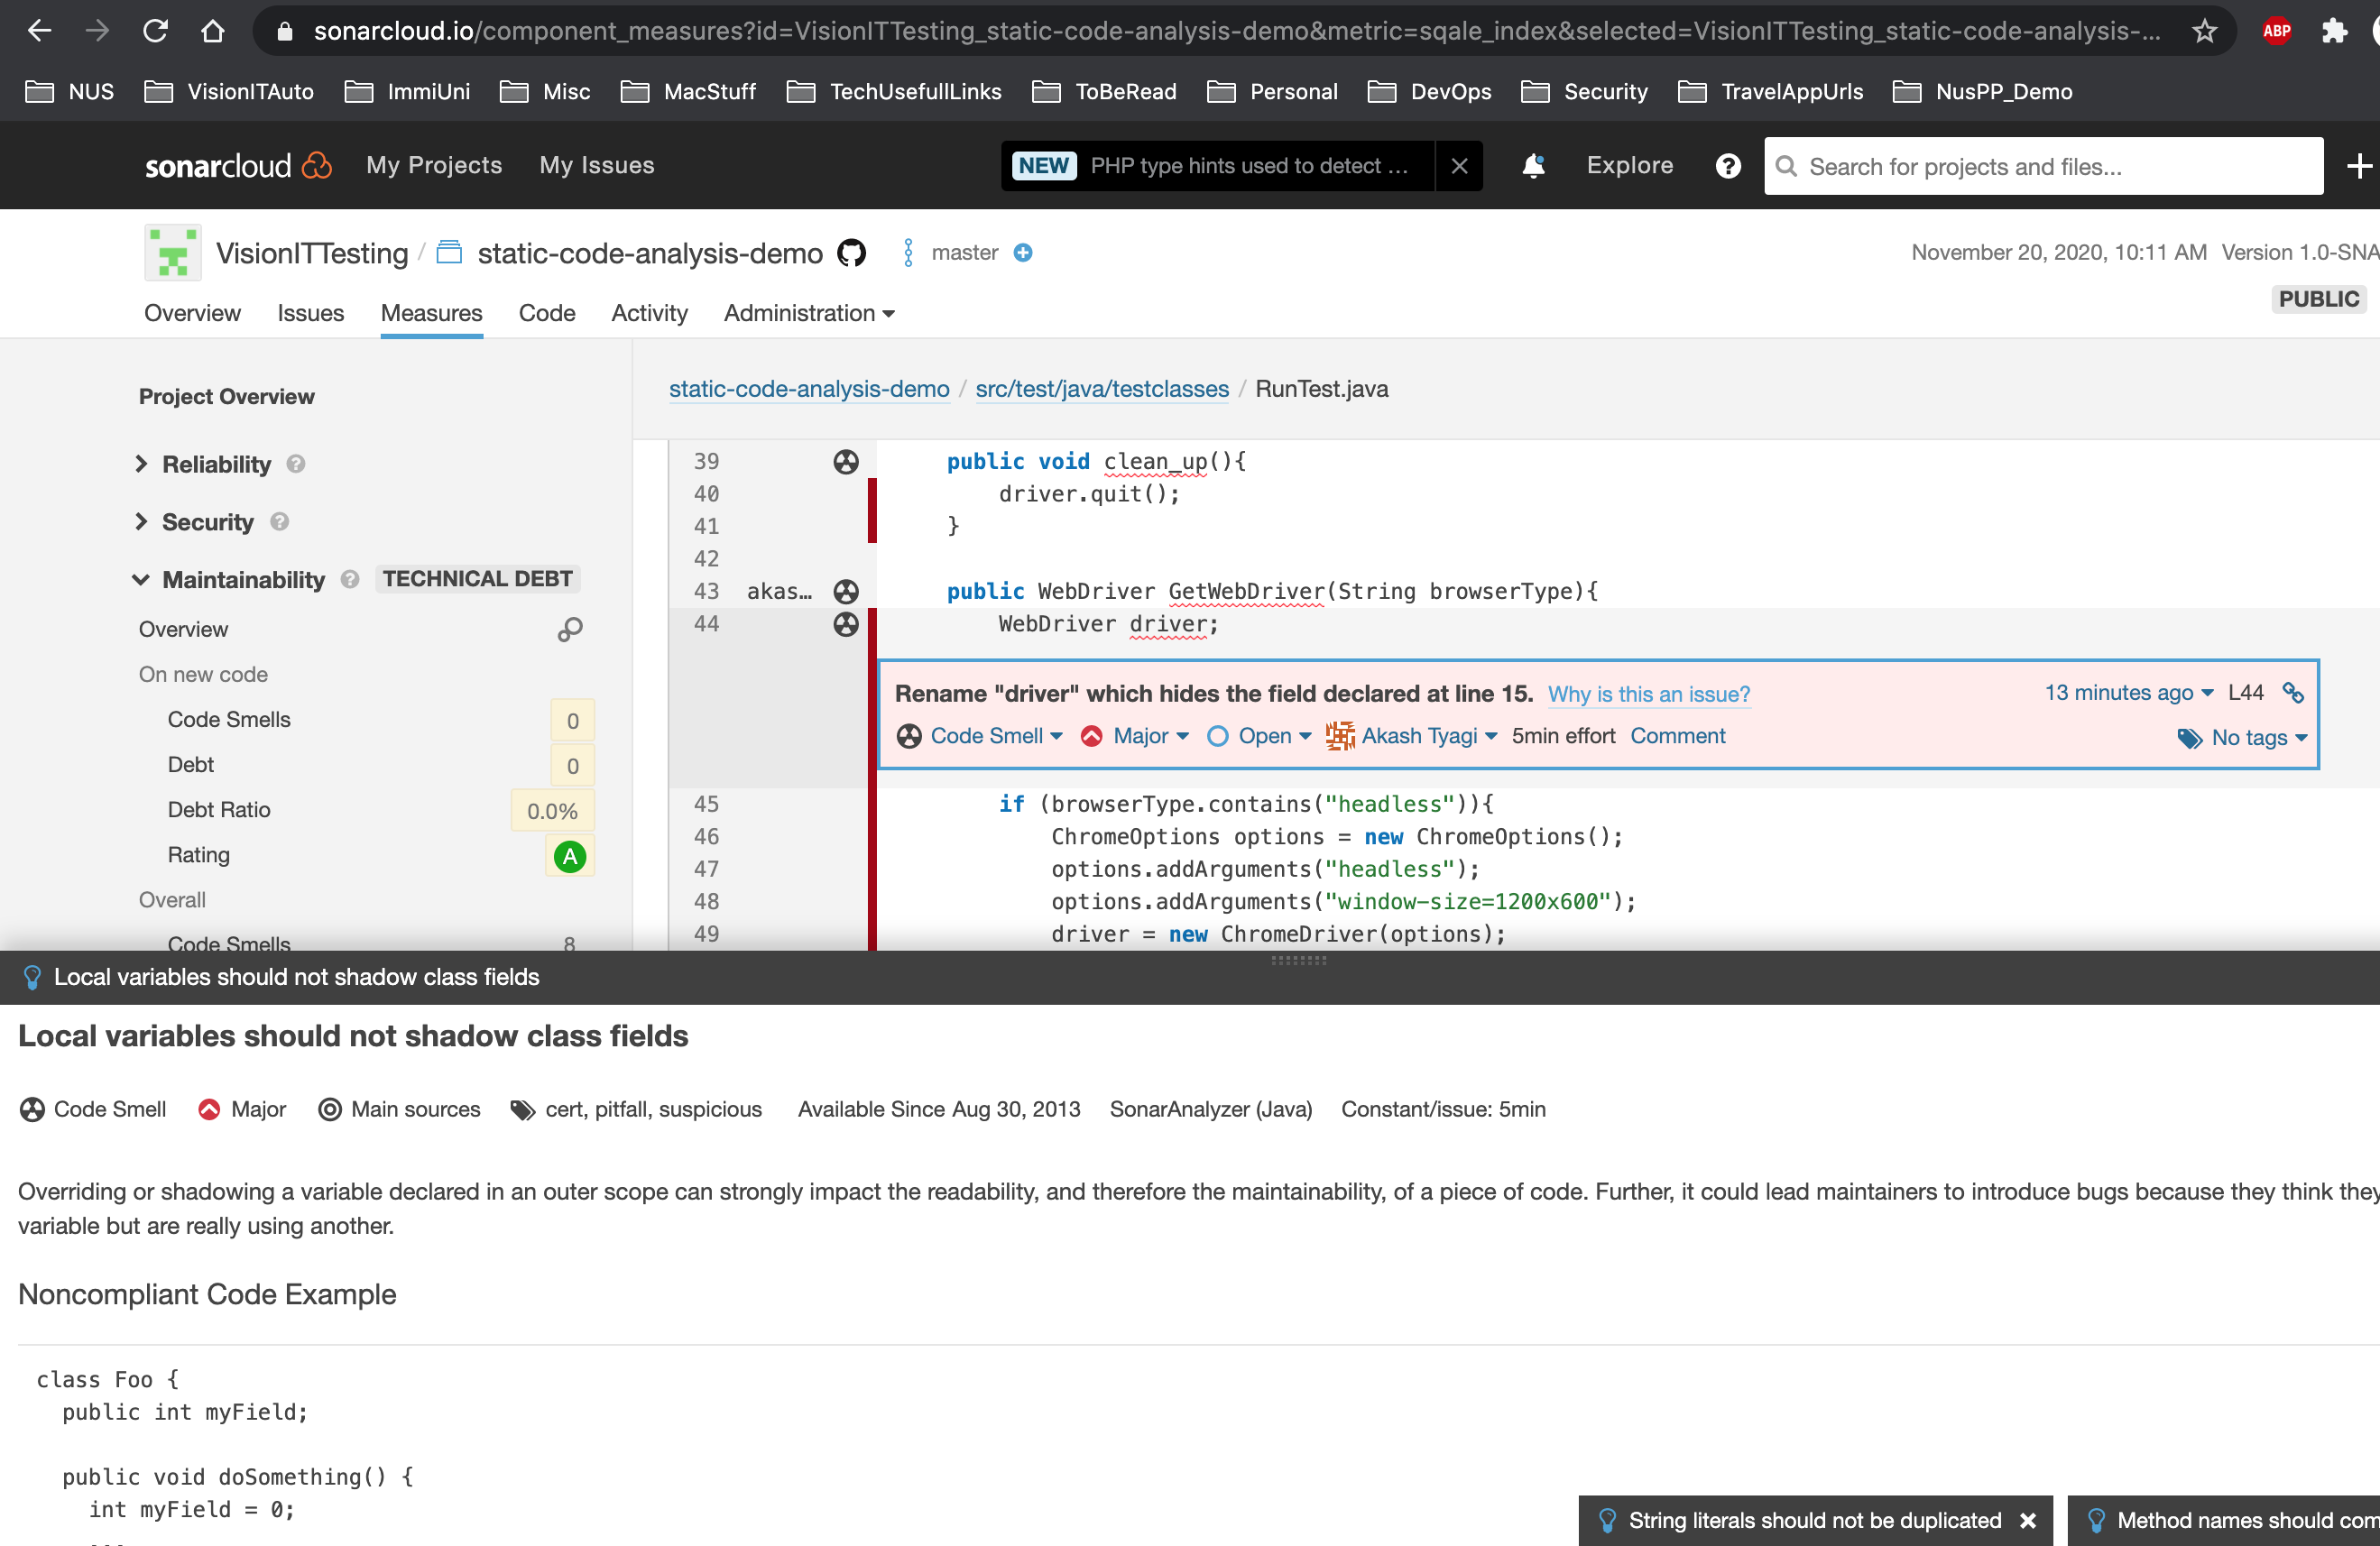 sonarcloud.io/component_measures?id=VisionITTesting_static-code-analysis-demo&metric=sqale_index&selected=VisionITTesting_static-code-analysis-... ABP
NUS VisionITAuto ImmiUni Misc MacStuff TechUsefullLinks ToBeRead Personal DevOps Security TravelAppUrls NusPP_Demo
sonarcloud My Projects My Issues NEW PHP type hints used to detect ... Explore Search for projects and files...
VisionITTesting / static-code-analysis-demo master November 20, 2020, 10:11 AM Version 1.0-SNA
PUBLIC
Overview Issues Measures Code Activity Administration
Project Overview
Reliability
Security
Maintainability TECHNICAL DEBT
Overview
On new code
Code Smells 0
Debt 0
Debt Ratio 0.0%
Rating A
Overall
Code Smells 8
static-code-analysis-demo / src/test/java/testclasses / RunTest.java
39 public void clean_up(){
40 driver.quit();
41 }
42
43 akas... public WebDriver GetWebDriver(String browserType){
44 WebDriver driver;
Rename "driver" which hides the field declared at line 15. Why is this an issue? 13 minutes ago L44
Code Smell Major Open Akash Tyagi 5min effort Comment No tags
45 if (browserType.contains("headless")){
46 ChromeOptions options = new ChromeOptions();
47 options.addArguments("headless");
48 options.addArguments("window-size=1200x600");
49 driver = new ChromeDriver(options);
Local variables should not shadow class fields
Local variables should not shadow class fields
Code Smell Major Main sources cert, pitfall, suspicious Available Since Aug 30, 2013 SonarAnalyzer (Java) Constant/issue: 5min
Overriding or shadowing a variable declared in an outer scope can strongly impact the readability, and therefore the maintainability, of a piece of code. Further, it could lead maintainers to introduce bugs because they think they
variable but are really using another.
Noncompliant Code Example
class Foo {
public int myField;
public void doSomething() {
int myField = 0;
...
String literals should not be duplicated Method names should com